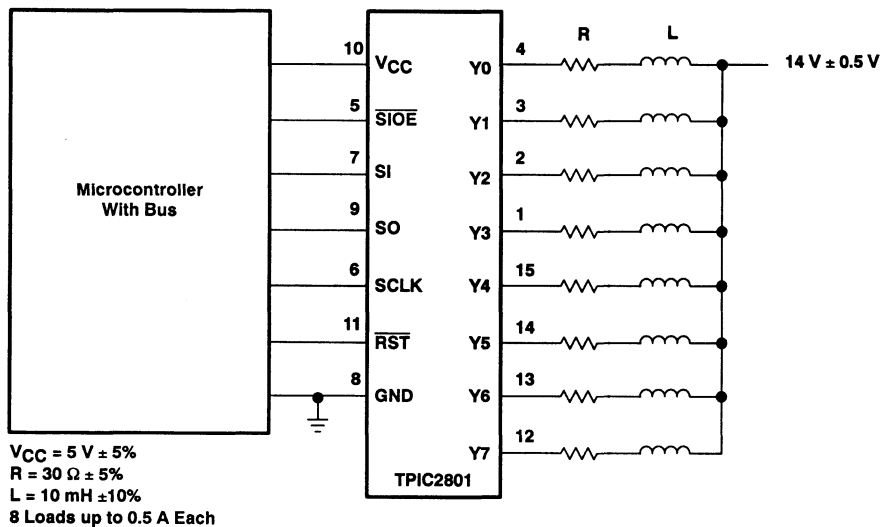 R L
10 VCC Y0 4 14 V ± 0.5 V
5 SIOE Y1 3
7 SI Y2 2
Microcontroller
With Bus
9 SO Y3 1
6 SCLK Y4 15
11 RST Y5 14
8 GND Y6 13
Y7 12
TPIC2801
VCC = 5 V ± 5%
R = 30 Ω ± 5%
L = 10 mH ±10%
8 Loads up to 0.5 A Each